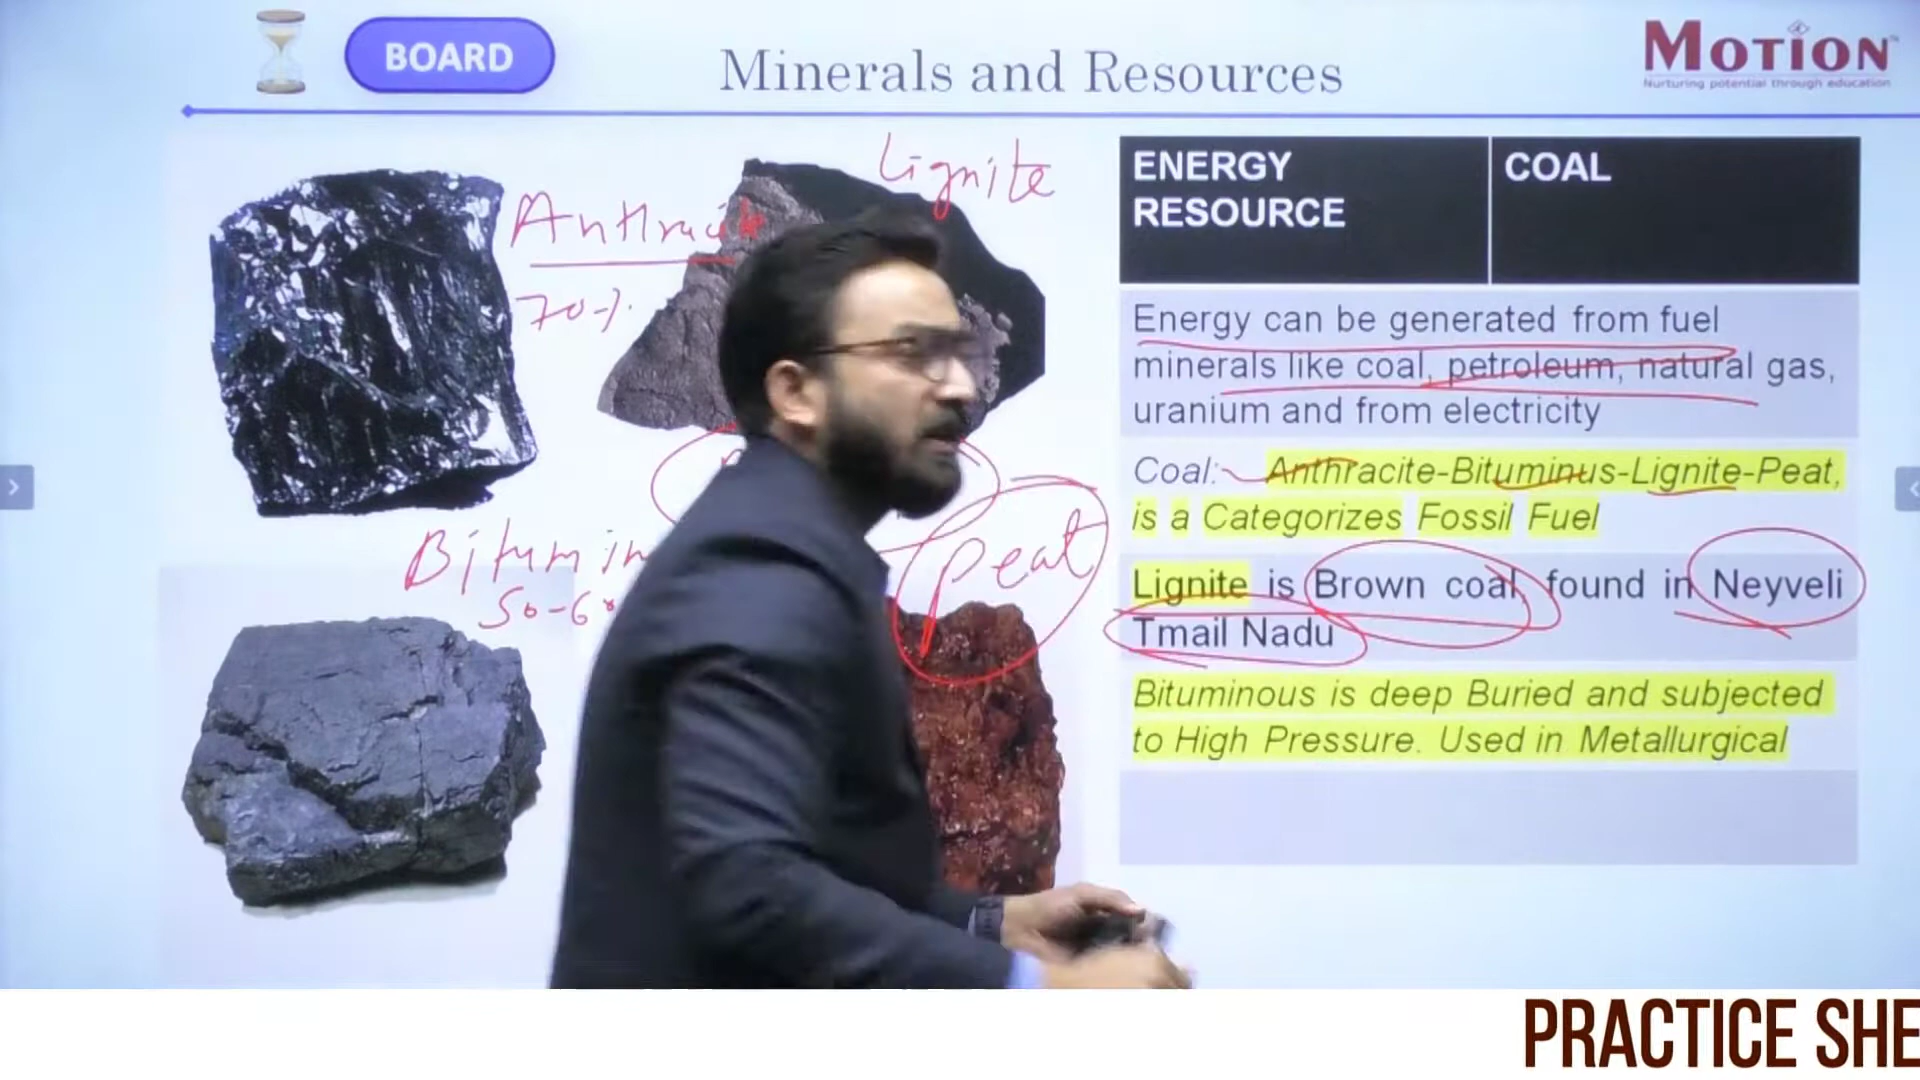 BOARD
Minerals and Resources
MOTION
Nurturing potential through education
Lignite
Anthracite
70%
Bitumin
50-6
peat
ENERGY RESOURCE
COAL
Energy can be generated from fuel
minerals like coal, petroleum, natural gas,
uranium and from electricity
Coal: Anthracite-Bituminus-Lignite-Peat,
is a Categorizes Fossil Fuel
Lignite is Brown coal, found in Neyveli
Tmail Nadu
Bituminous is deep Buried and subjected
to High Pressure. Used in Metallurgical
PRACTICE SHE